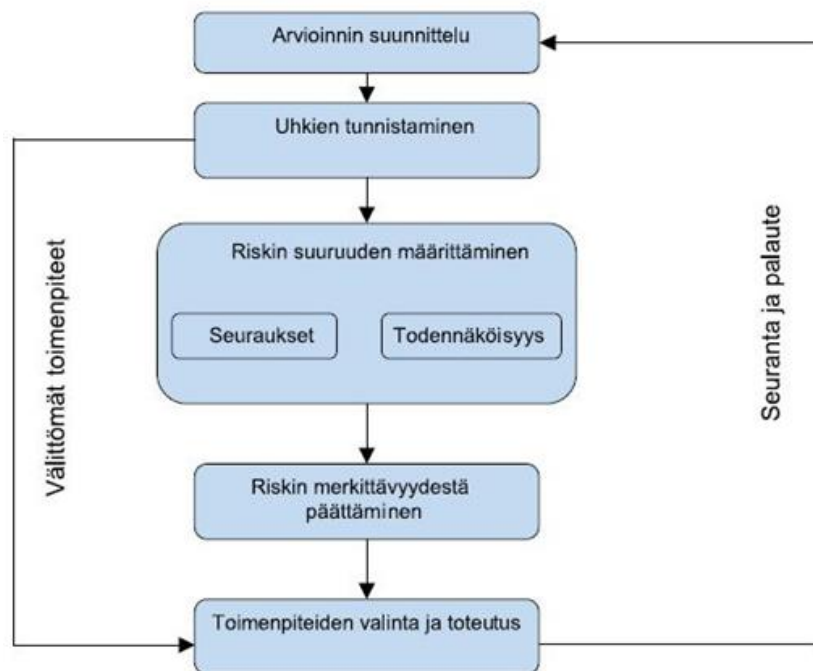 Arvioinnin suunnittelu
Uhkien tunnistaminen
Välittömät toimenpiteet
Riskin suuruuden määrittäminen
Seuraukset
Todennäköisyys
Seuranta ja palaute
Riskin merkittävyydestä
päättäminen
Toimenpiteiden valinta ja toteutus